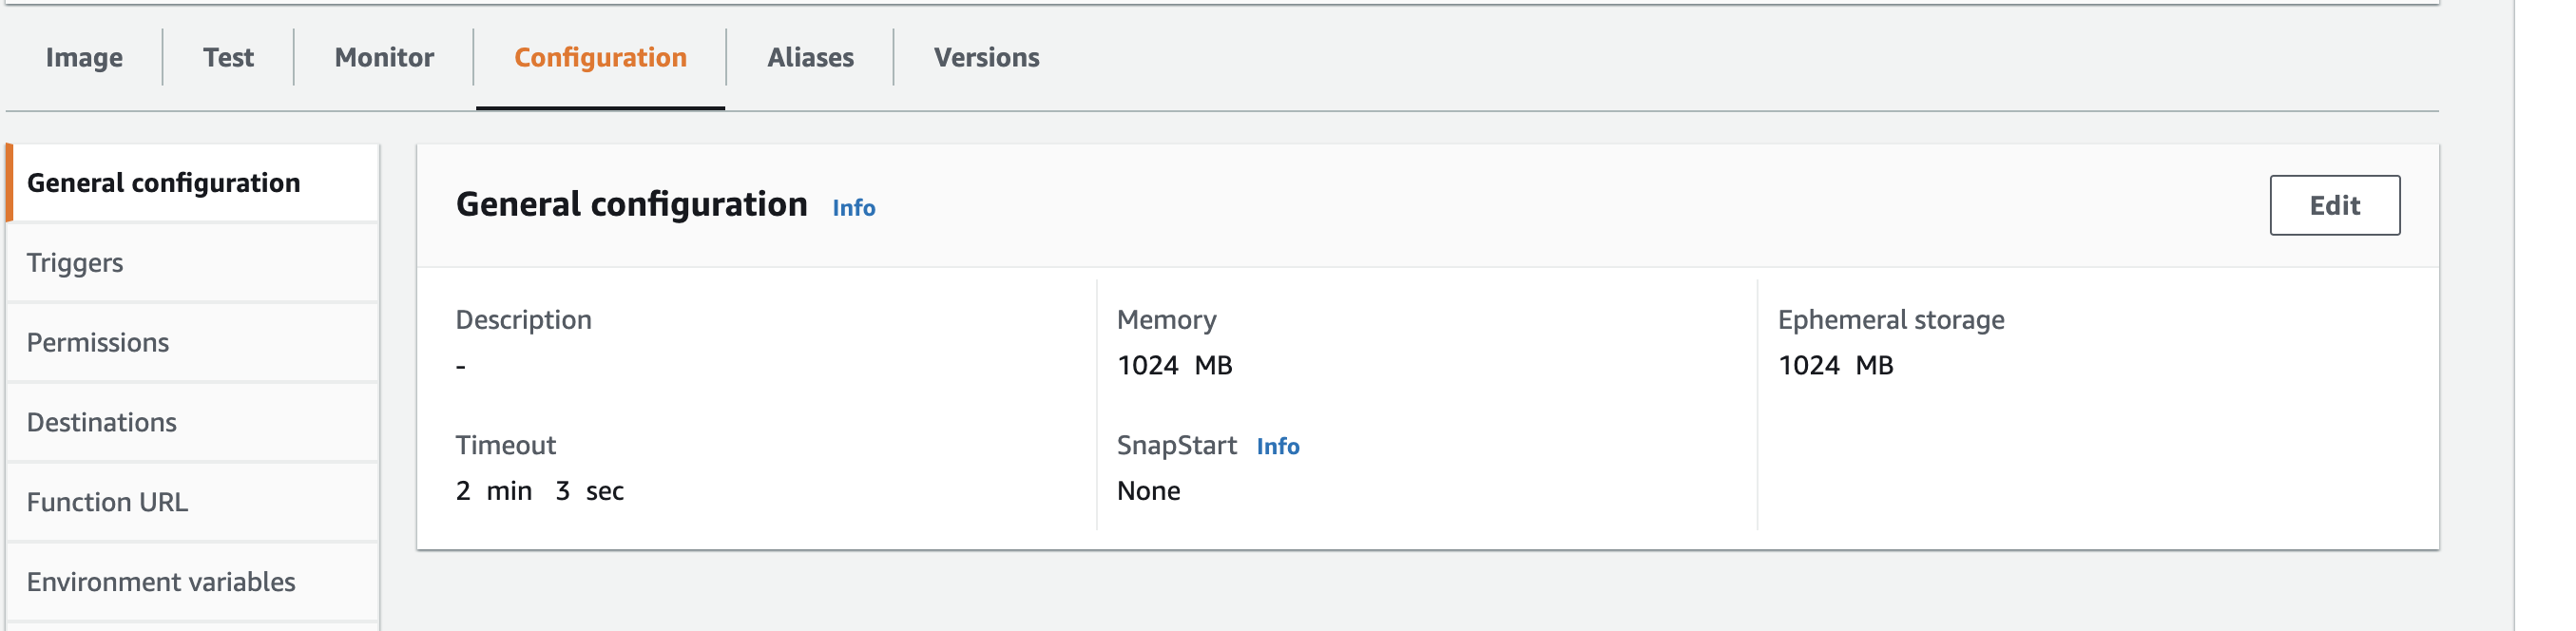 Image Test Monitor Configuration Aliases Versions
General configuration
Triggers
Permissions
Destinations
Function URL
Environment variables
General configuration Info
Edit
Description
-
Memory
1024 MB
Ephemeral storage
1024 MB
Timeout
2 min 3 sec
SnapStart Info
None